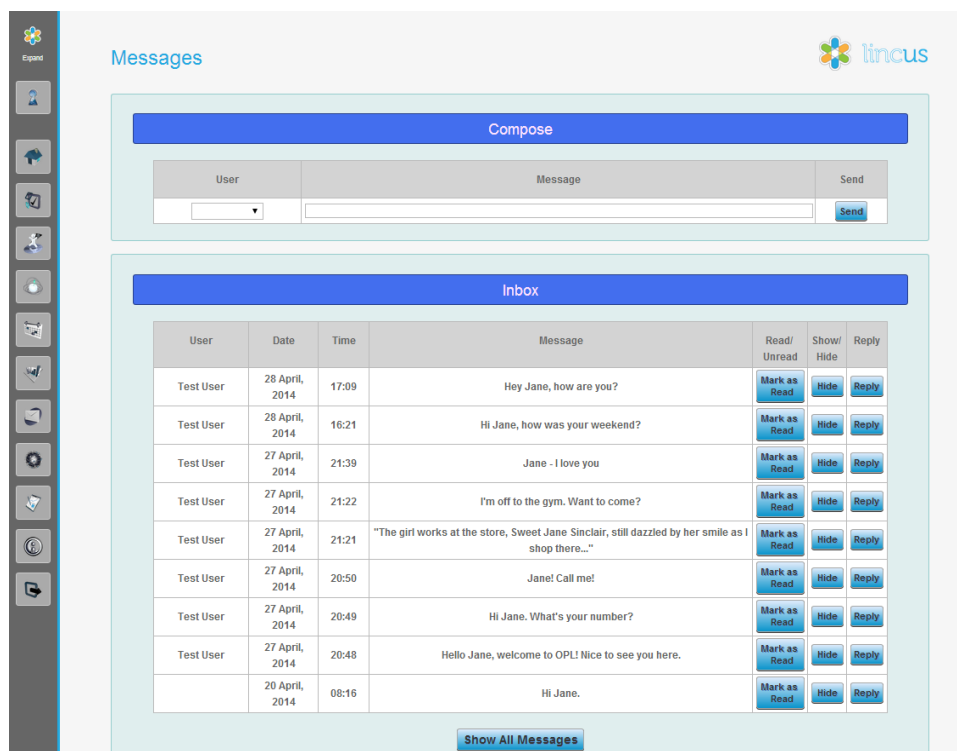 Expand
Messages
lincus
Compose
User Message Send
Send
Inbox
User Date Time Message Read/ Show/ Reply
Unread Hide
Test User 28 April, 2014 17:09 Hey Jane, how are you? Mark as Read Hide Reply
Test User 28 April, 2014 16:21 Hi Jane, how was your weekend? Mark as Read Hide Reply
Test User 27 April, 2014 21:39 Jane - I love you Mark as Read Hide Reply
Test User 27 April, 2014 21:22 I'm off to the gym. Want to come? Mark as Read Hide Reply
Test User 27 April, 2014 21:21 "The girl works at the store, Sweet Jane Sinclair, still dazzled by her smile as I
shop there..." Mark as Read Hide Reply
Test User 27 April, 2014 20:50 Jane! Call me! Mark as Read Hide Reply
Test User 27 April, 2014 20:49 Hi Jane. What's your number? Mark as Read Hide Reply
Test User 27 April, 2014 20:48 Hello Jane, welcome to OPL! Nice to see you here. Mark as Read Hide Reply
20 April, 2014 08:16 Hi Jane. Mark as Read Hide Reply
Show All Messages